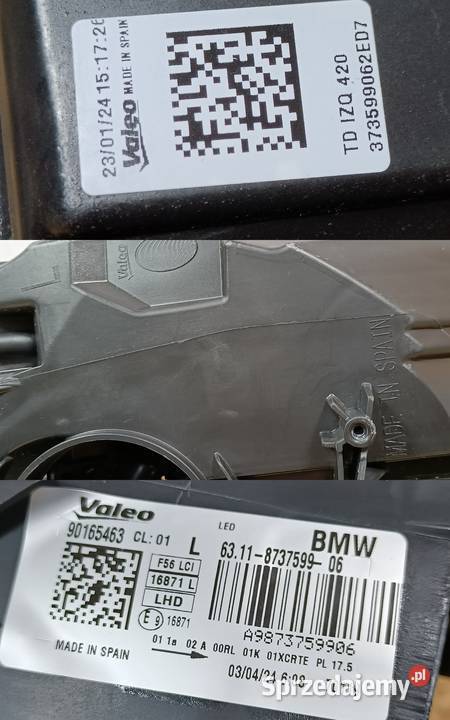 23/01/24 15:17:26
Valeo MADE IN SPAIN
TD IZQ 420
373599062ED7
Valeo
MADE IN SPAIN
Valeo
90165463 CL: 01 L
LED
BMW
63.11-8737599-06
F56 LCI
16871 L
LHD
E9 16871
A9873759906
01 1a 02 A 00RL 01K 01XCRTE PL 17.5
MADE IN SPAIN
03/04/24
Sprzedajemy.pl